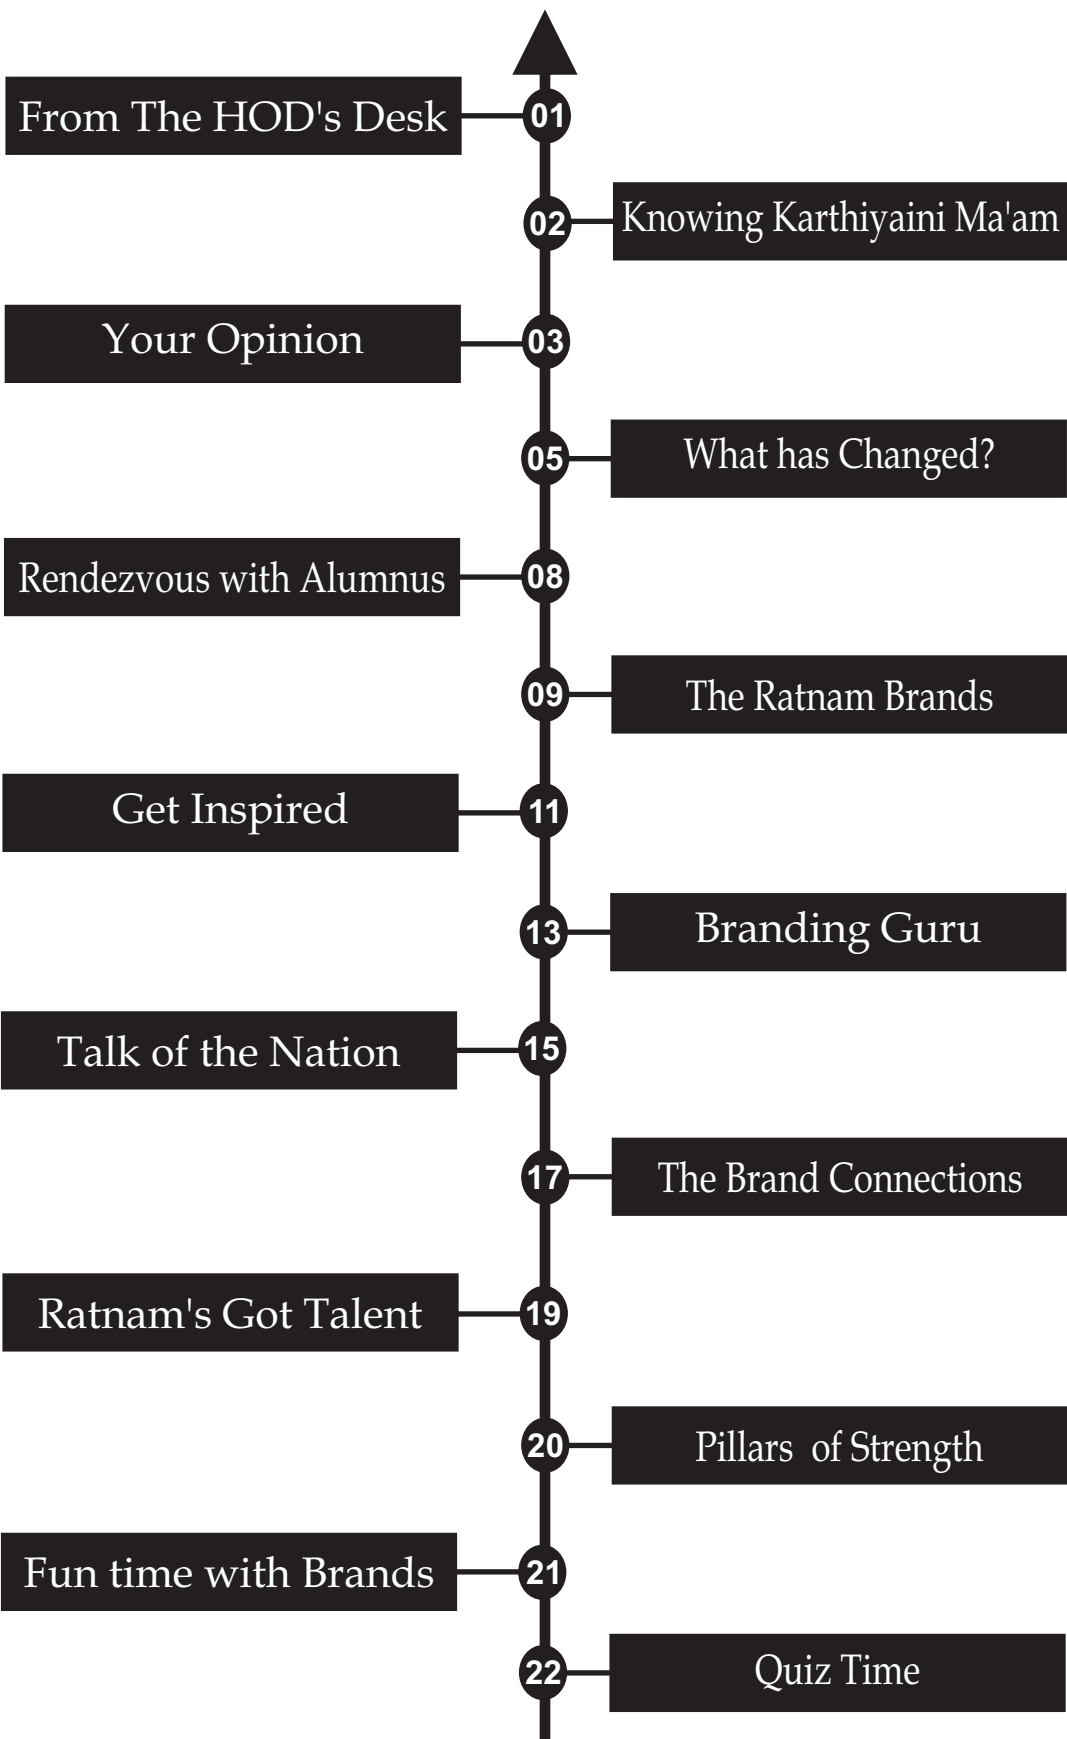 From The HOD's Desk
01
02
Knowing Karthiyaini Ma'am
Your Opinion
03
05
What has Changed?
Rendezvous with Alumnus
08
09
The Ratnam Brands
Get Inspired
11
13
Branding Guru
Talk of the Nation
15
17
The Brand Connections
Ratnam's Got Talent
19
20
Pillars of Strength
Fun time with Brands
21
22
Quiz Time